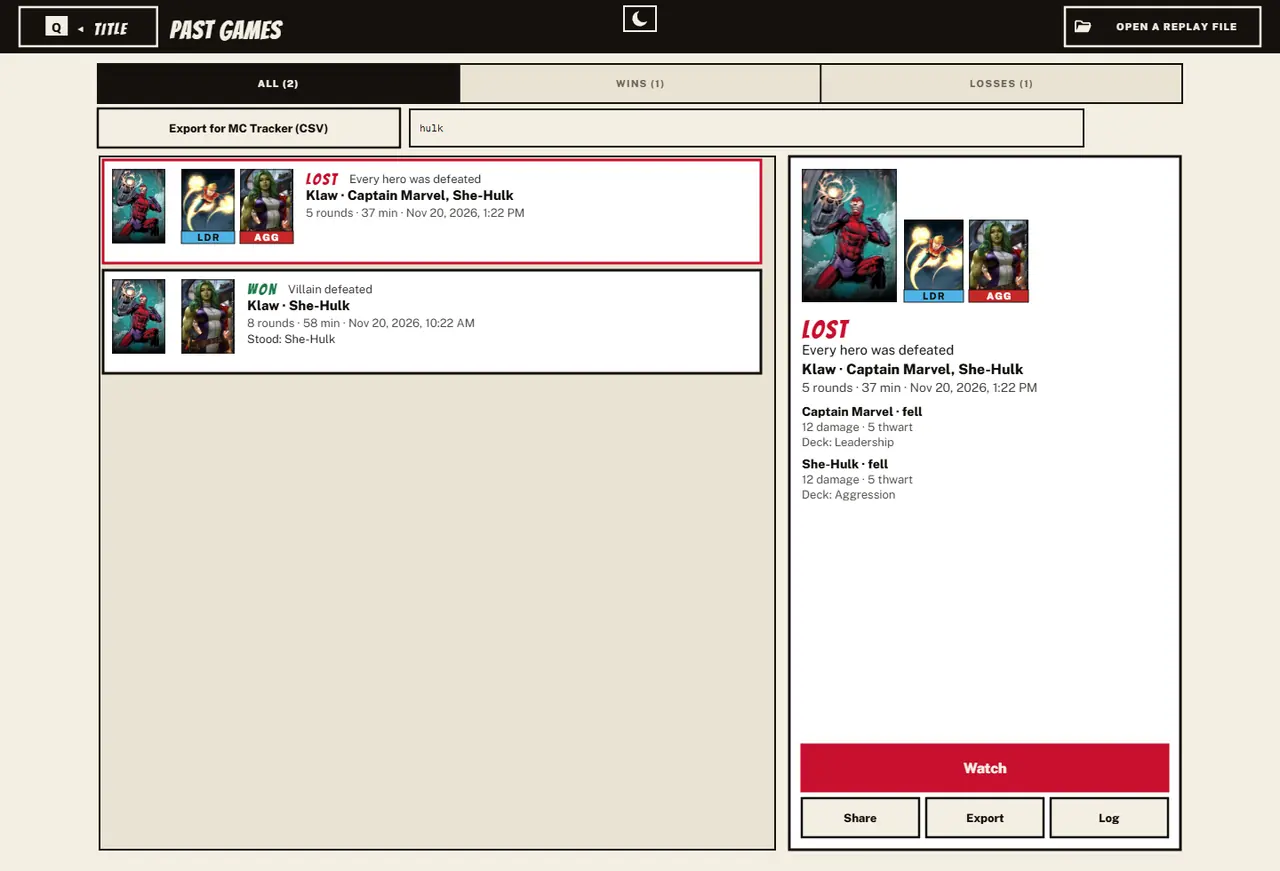 Q ◂ TITLE
PAST GAMES
OPEN A REPLAY FILE
ALL (2)
WINS (1)
LOSSES (1)
Export for MC Tracker (CSV)
hulk
LDR
AGG
LOST Every hero was defeated
Klaw · Captain Marvel, She-Hulk
5 rounds · 37 min · Nov 20, 2026, 1:22 PM
WON Villain defeated
Klaw · She-Hulk
8 rounds · 58 min · Nov 20, 2026, 10:22 AM
Stood: She-Hulk
LDR
AGG
LOST
Every hero was defeated
Klaw · Captain Marvel, She-Hulk
5 rounds · 37 min · Nov 20, 2026, 1:22 PM
Captain Marvel · fell
12 damage · 5 thwart
Deck: Leadership
She-Hulk · fell
12 damage · 5 thwart
Deck: Aggression
Watch
Share
Export
Log